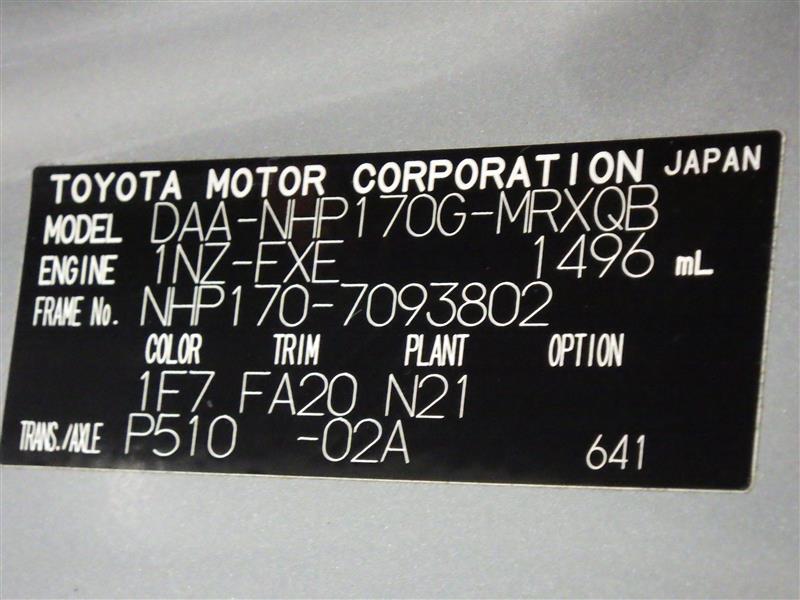 TOYOTA MOTOR CORPORATION JAPAN
MODEL DAA-NHP170G-MRXQB
ENGINE 1NZ-FXE 1496 mL
FRAME No. NHP170-7093802
COLOR TRIM PLANT OPTION
1F7 FA20 N21
TRANS./AXLE P510 -02A 641